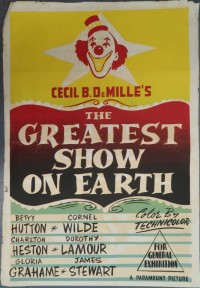 CECIL B. DeMILLE'S
THE
GREATEST
SHOW
ON EARTH
BETTY CORNEL
HUTTON * WILDE
CHARLTON DOROTHY
HESTON * LAMOUR
GLORIA JAMES
GRAHAME * STEWART
Color By
TECHNICOLOR
FOR
GENERAL
EXHIBITION
A PARAMOUNT PICTURE